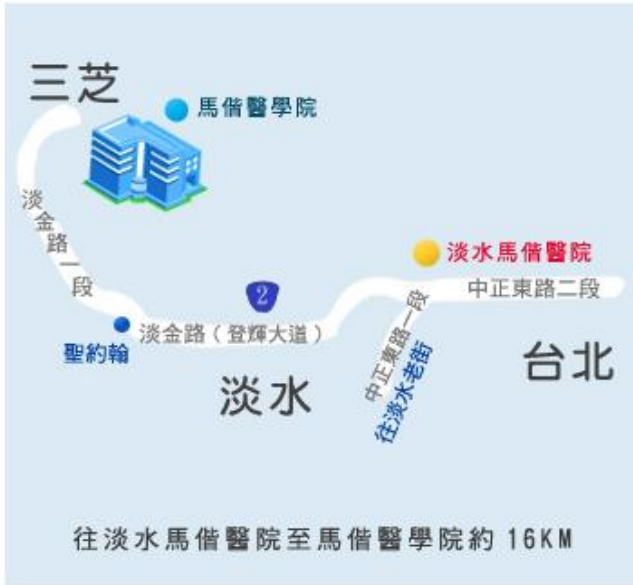 三芝
馬偕醫學院
淡金路一段
淡水馬偕醫院
中正東路二段
2
聖約翰
淡金路（登輝大道）
中正東路一段
往淡水老街
台北
淡水
往淡水馬偕醫院至馬偕醫學院約 16KM